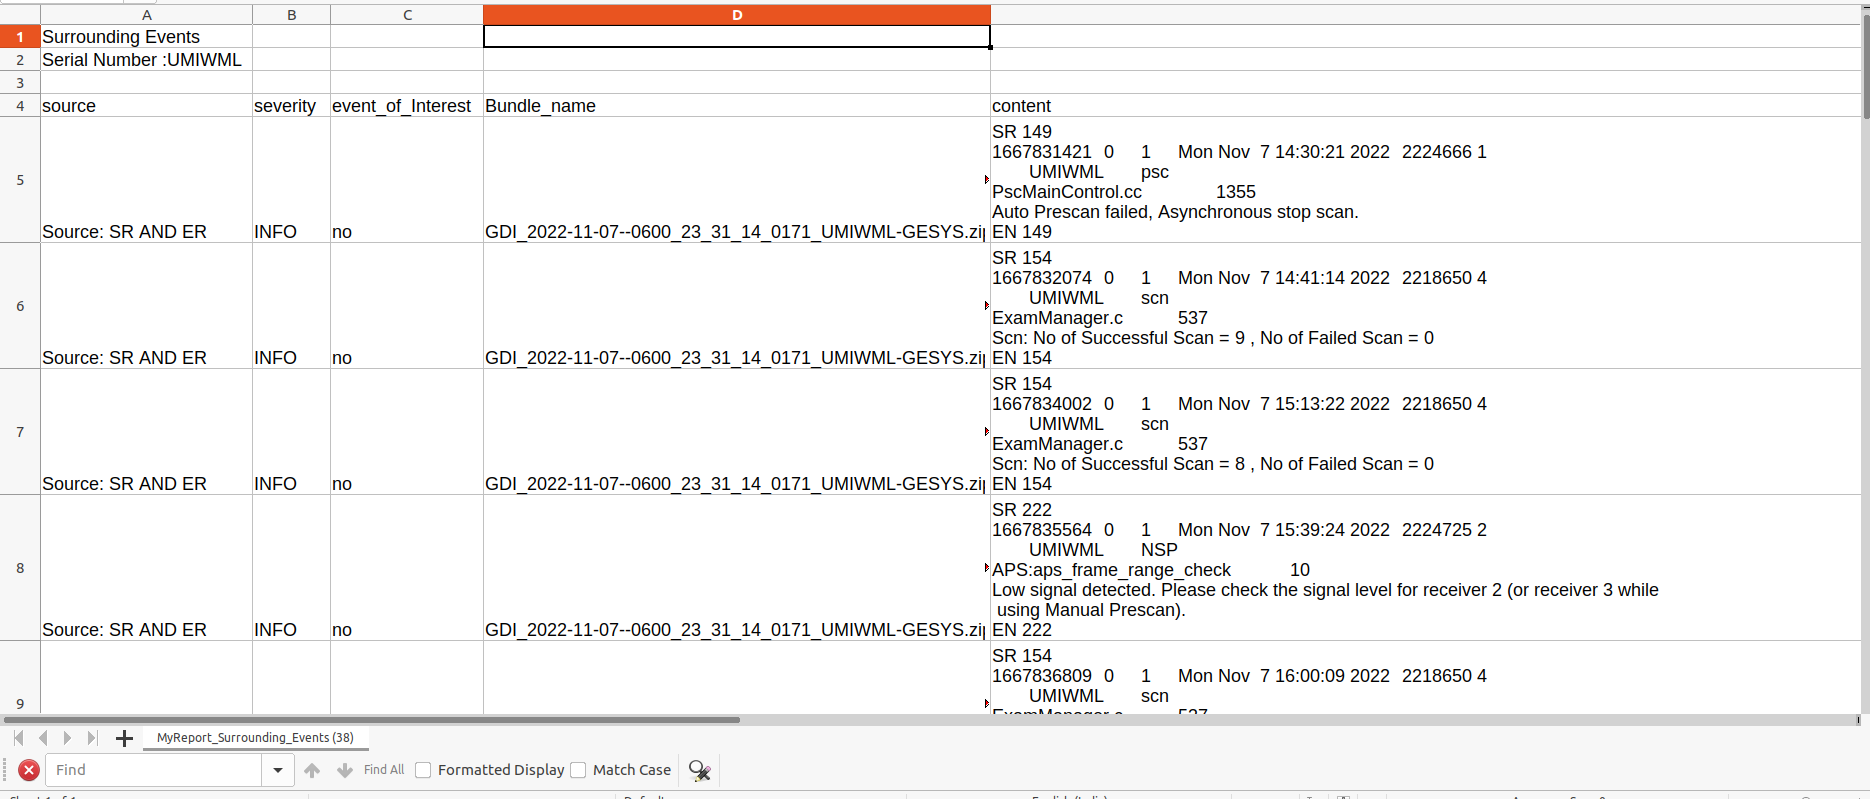 A B C D
1 Surrounding Events
2 Serial Number :UMIWML
3
4 source severity event_of_Interest Bundle_name content
SR 149
1667831421 0 1 Mon Nov 7 14:30:21 2022 2224666 1
5 UMIWML psc
PscMainControl.cc 1355
Auto Prescan failed, Asynchronous stop scan.
Source: SR AND ER INFO no GDI_2022-11-07--0600_23_31_14_0171_UMIWML-GESYS.zip EN 149
SR 154
1667832074 0 1 Mon Nov 7 14:41:14 2022 2218650 4
6 UMIWML scn
ExamManager.c 537
Scn: No of Successful Scan = 9 , No of Failed Scan = 0
Source: SR AND ER INFO no GDI_2022-11-07--0600_23_31_14_0171_UMIWML-GESYS.zip EN 154
SR 154
1667834002 0 1 Mon Nov 7 15:13:22 2022 2218650 4
7 UMIWML scn
ExamManager.c 537
Scn: No of Successful Scan = 8 , No of Failed Scan = 0
Source: SR AND ER INFO no GDI_2022-11-07--0600_23_31_14_0171_UMIWML-GESYS.zip EN 154
SR 222
1667835564 0 1 Mon Nov 7 15:39:24 2022 2224725 2
UMIWML NSP
8 APS:aps_frame_range_check 10
Low signal detected. Please check the signal level for receiver 2 (or receiver 3 while
using Manual Prescan).
Source: SR AND ER INFO no GDI_2022-11-07--0600_23_31_14_0171_UMIWML-GESYS.zip EN 222
SR 154
1667836809 0 1 Mon Nov 7 16:00:09 2022 2218650 4
9 UMIWML scn
ExamManager.c 537
MyReport_Surrounding_Events (38)
Find Find All Formatted Display Match Case